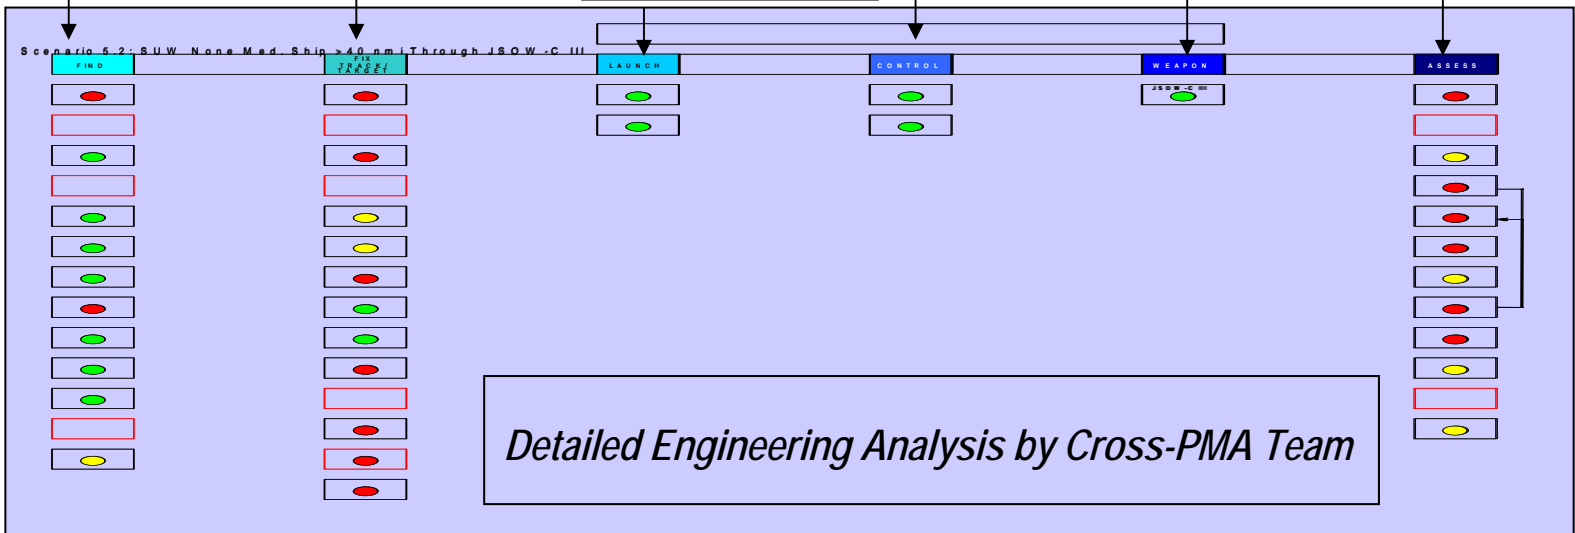 Scenario 5.2: SUW None Med. Ship >40 nmi Through JSOW -C III
FIND
FIX
TRACK/
TARGET
LAUNCH
CONTROL
WEAPON
ASSESS
JSOW -C III
Detailed Engineering Analysis by Cross-PMA Team